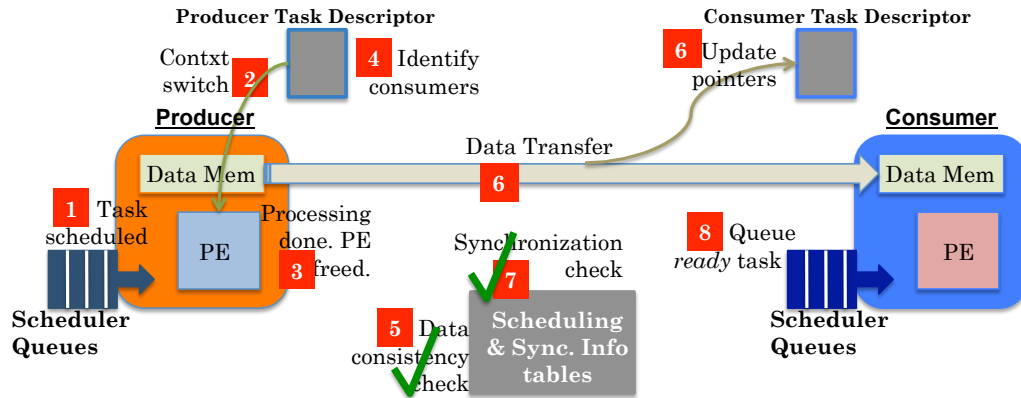 Producer Task Descriptor
Consumer Task Descriptor
Contxt
switch
2
4 Identify
consumers
6 Update
pointers
Producer
Consumer
Data Mem
Data Transfer
6
Data Mem
1 Task
scheduled
PE
Processing
done. PE
3 freed.
Synchronization
check
7
8 Queue
ready task
PE
Scheduler
Queues
5 Data
consistency
check
Scheduling
& Sync. Info
tables
Scheduler
Queues